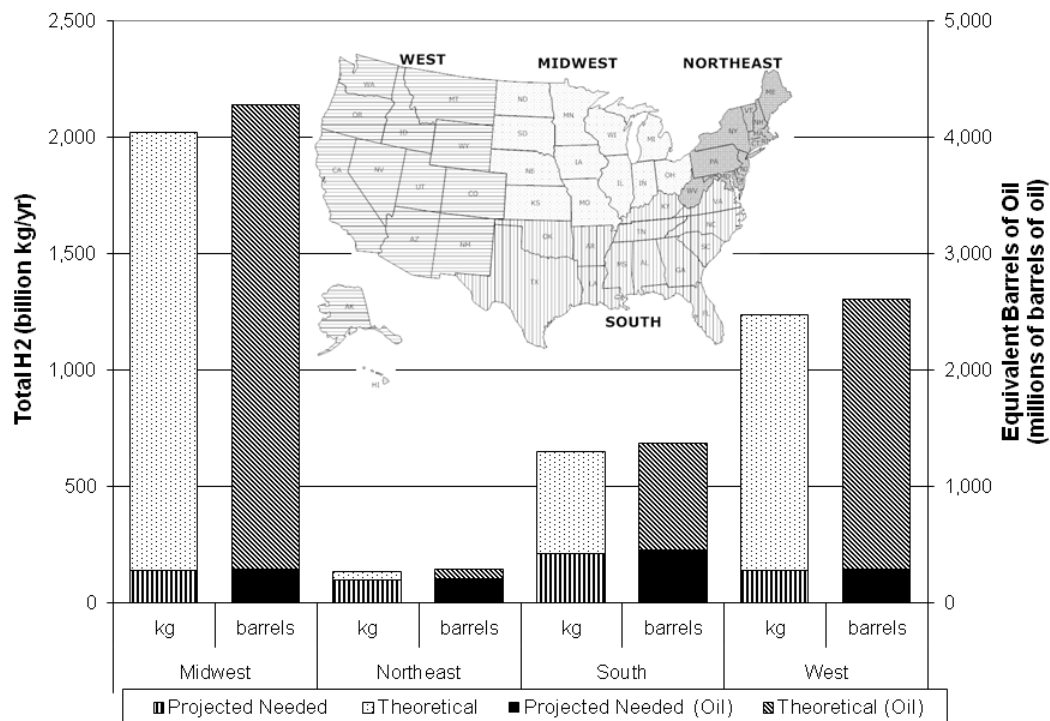 2,500
2,000
1,500
1,000
500
0
Total H2 (billion kg/yr)
5,000
4,000
3,000
2,000
1,000
0
Equivalent Barrels of Oil
(millions of barrels of oil)
WEST
MIDWEST
NORTHEAST
SOUTH
WA
OR
CA
ID
NV
MT
WY
UT
CO
AZ
NM
AK
HI
ND
SD
NE
KS
MN
IA
MO
WI
IL
MI
IN
OH
TX
OK
AR
LA
MS
AL
TN
KY
GA
FL
SC
NC
VA
WV
PA
NY
VT
NH
MA
ME
kg barrels kg barrels kg barrels kg barrels
Midwest Northeast South West
Projected Needed Theoretical Projected Needed (Oil) Theoretical (Oil)